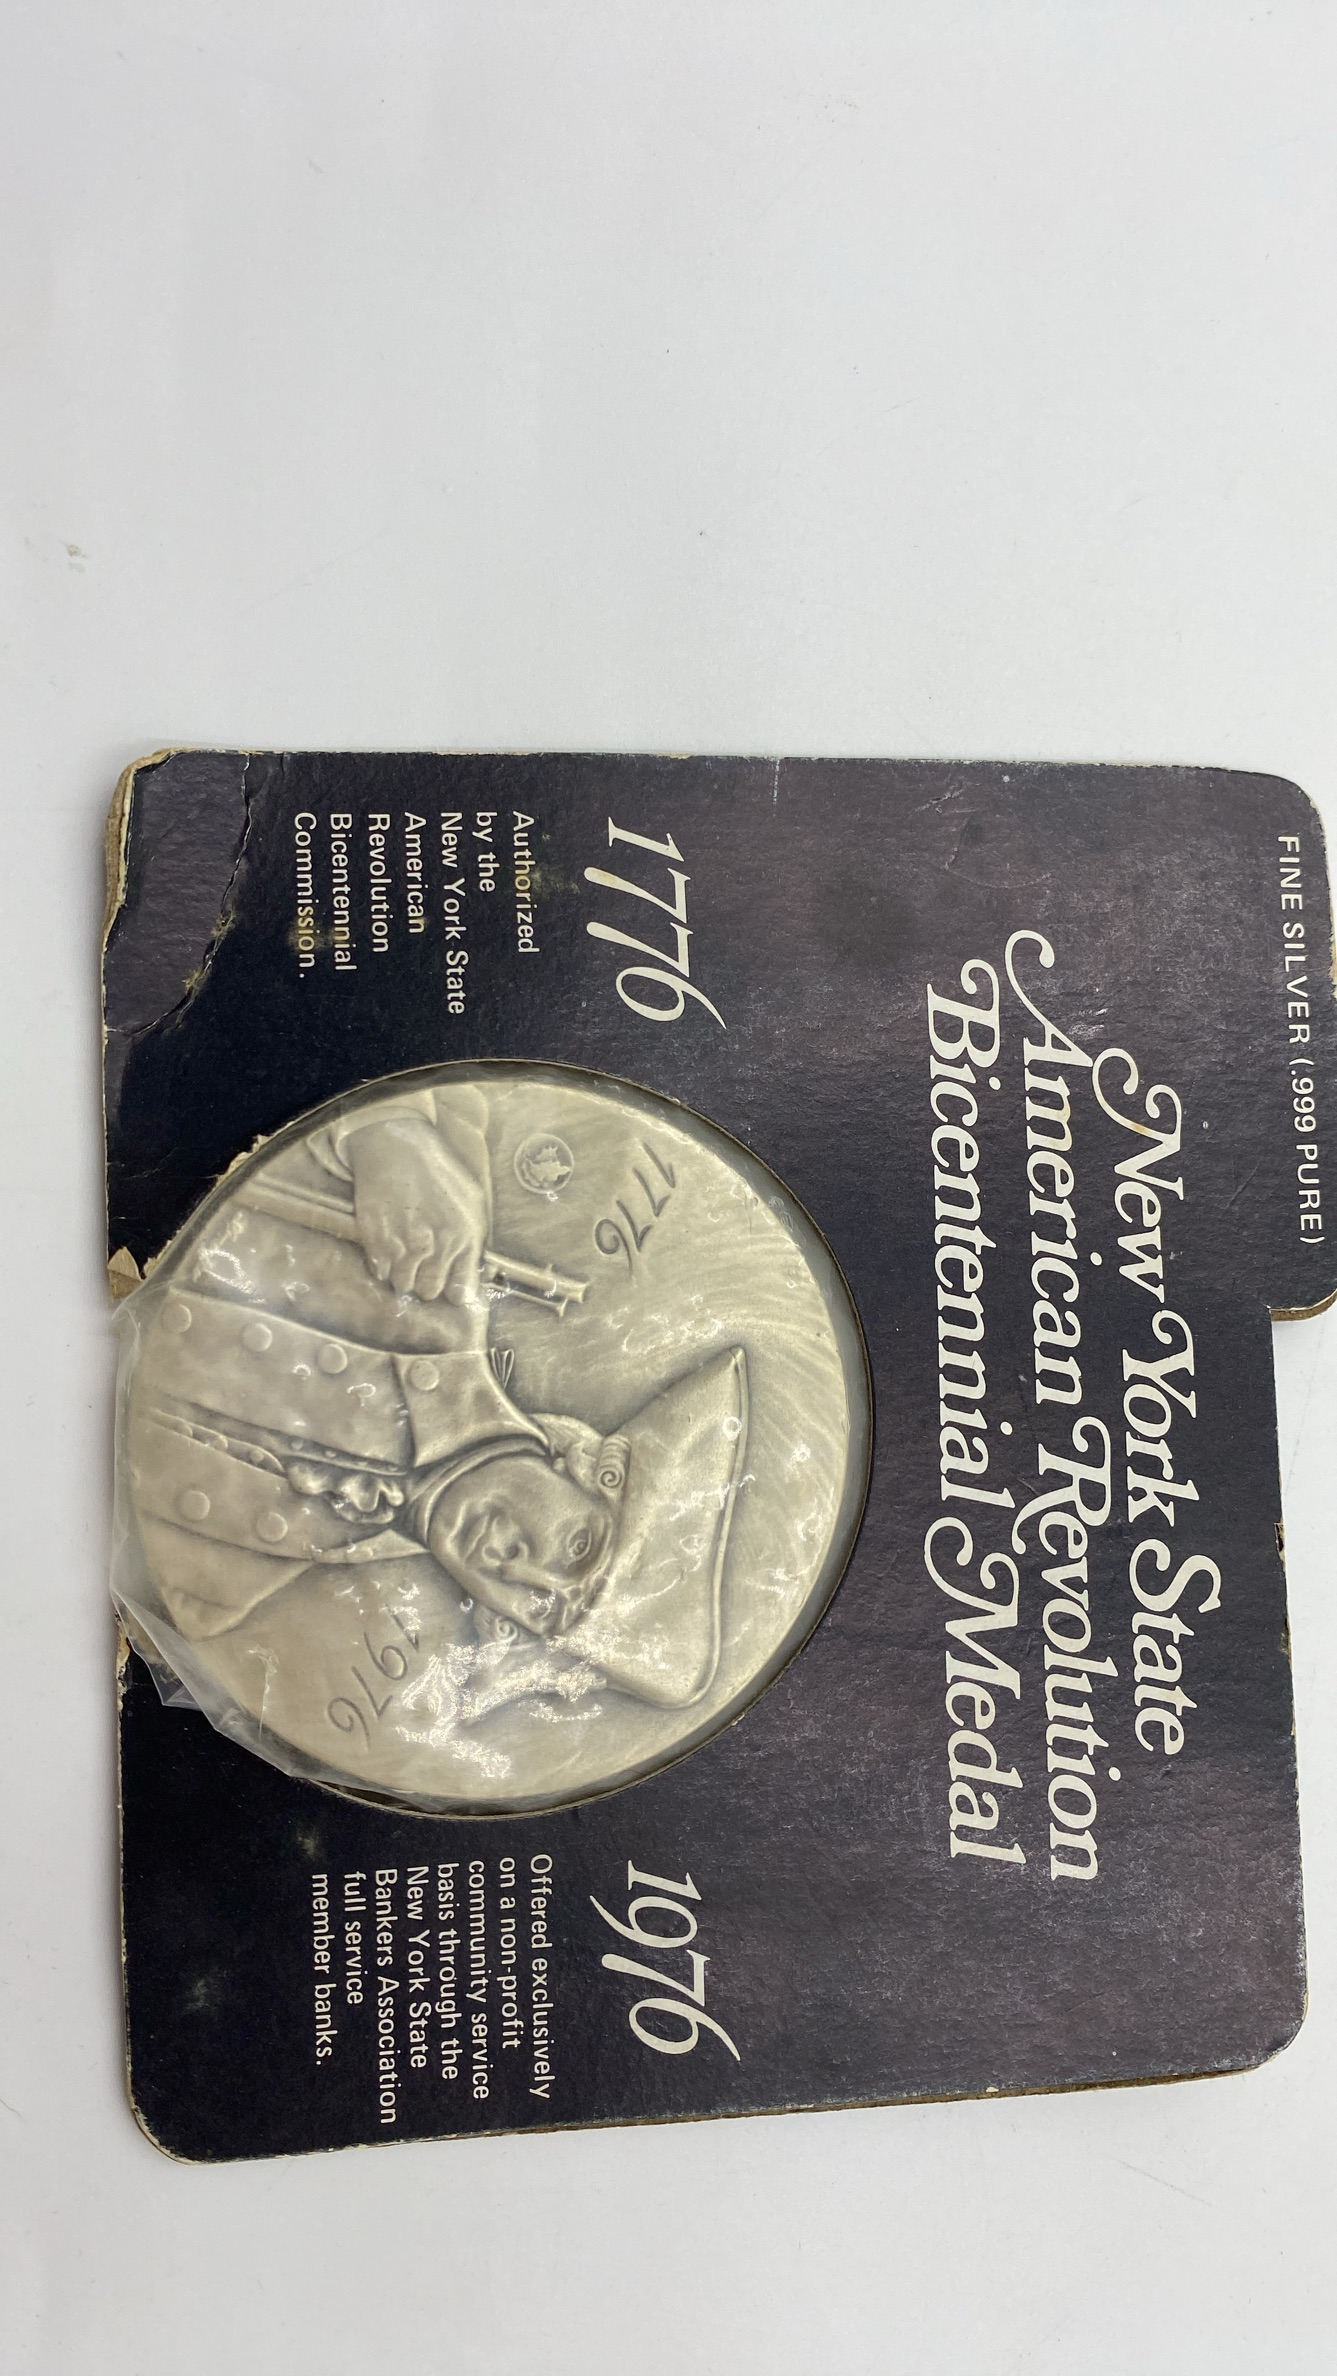 FINE SILVER (.999 PURE)
New York State
American Revolution
Bicentennial Medal
1776
Authorized
by the
New York State
American
Revolution
Bicentennial
Commission.
1776
1976
1976
Offered exclusively
on a non-profit
community service
basis through the
New York State
Bankers Association
full service
member banks.